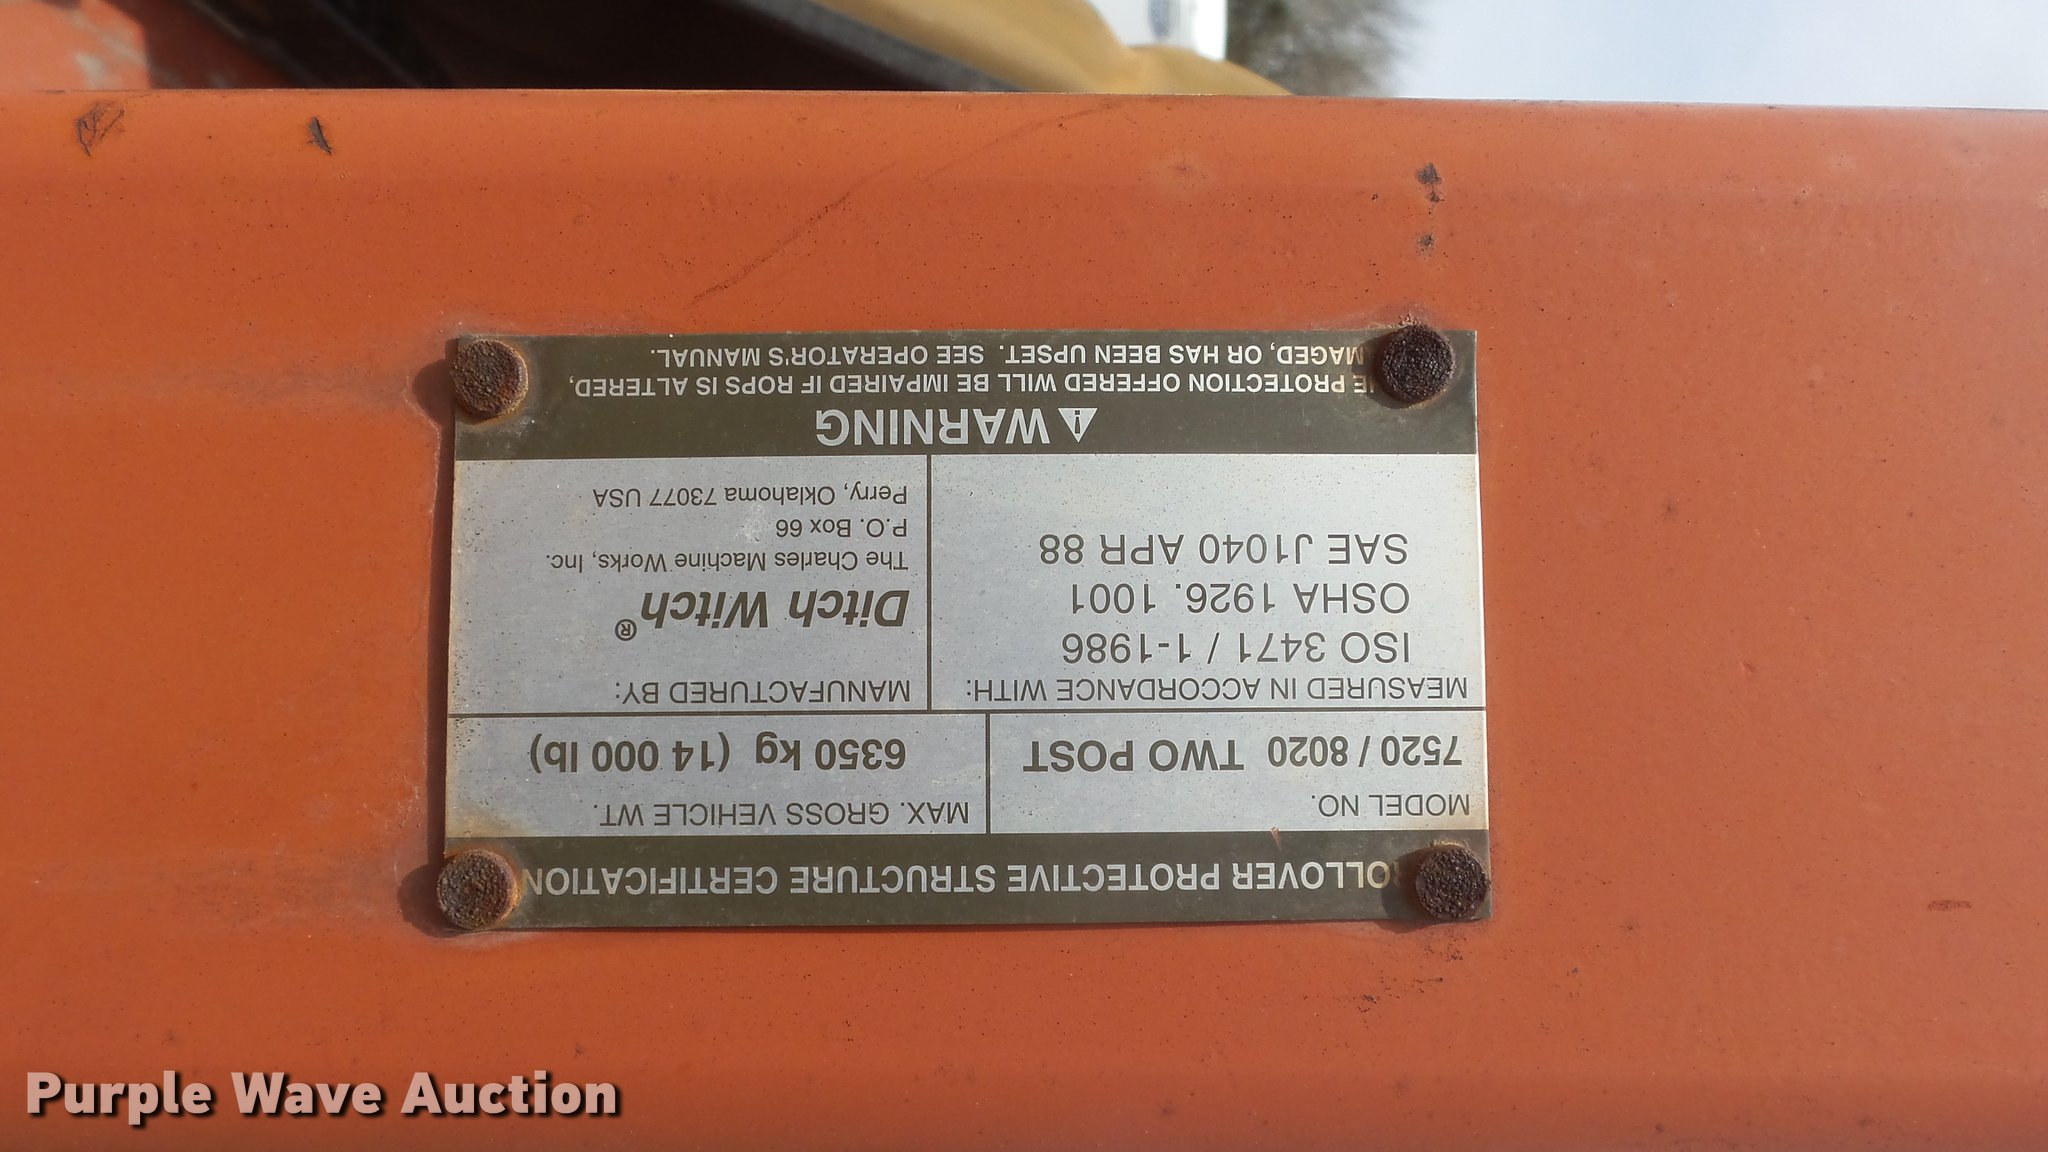 ROLLOVER PROTECTIVE STRUCTURE CERTIFICATION
MODEL NO.
7520 / 8020 TWO POST
MAX. GROSS VEHICLE WT.
6350 kg (14 000 lb)
MEASURED IN ACCORDANCE WITH:
ISO 3471 / 1-1986
OSHA 1926. 1001
SAE J1040 APR 88
MANUFACTURED BY:
Ditch Witch®
The Charles Machine Works, Inc.
P.O. Box 66
Perry, Oklahoma 73077 USA
⚠ WARNING
THE PROTECTION OFFERED WILL BE IMPAIRED IF ROPS IS ALTERED,
DAMAGED, OR HAS BEEN UPSET. SEE OPERATOR'S MANUAL.
Purple Wave Auction